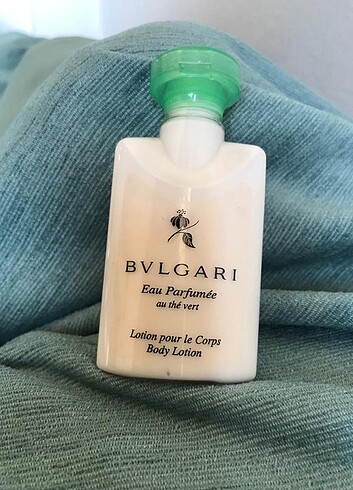 BVLGARI
Eau Parfumée
au thé vert
Lotion pour le Corps
Body Lotion